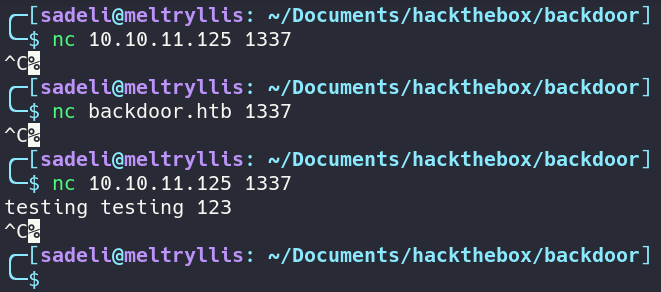 [sadeli@meltryllis: ~/Documents/hackthebox/backdoor]
$ nc 10.10.11.125 1337
^C%
[sadeli@meltryllis: ~/Documents/hackthebox/backdoor]
$ nc backdoor.htb 1337
^C%
[sadeli@meltryllis: ~/Documents/hackthebox/backdoor]
$ nc 10.10.11.125 1337
testing testing 123
^C%
[sadeli@meltryllis: ~/Documents/hackthebox/backdoor]
$